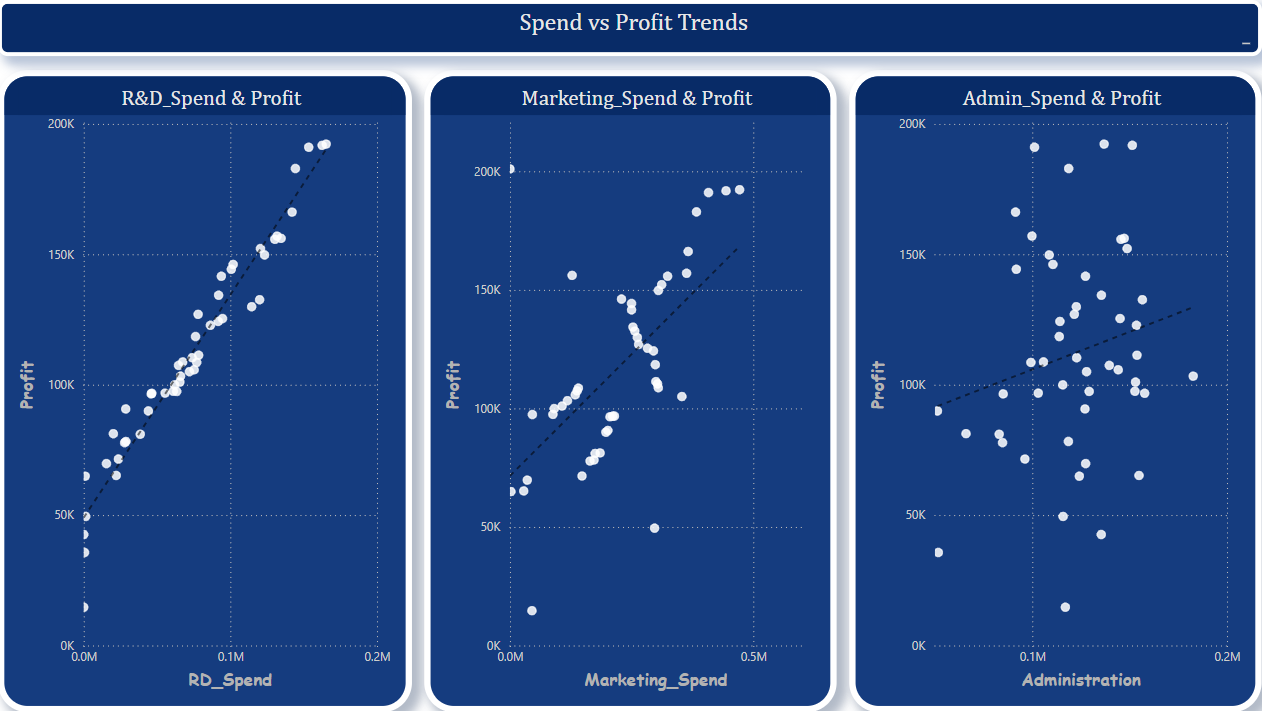 Spend vs Profit Trends
R&D_Spend & Profit
200K
150K
100K
50K
0K
Profit
0.0M 0.1M 0.2M
RD_Spend
Marketing_Spend & Profit
200K
150K
100K
50K
0K
Profit
0.0M 0.5M
Marketing_Spend
Admin_Spend & Profit
200K
150K
100K
50K
0K
Profit
0.1M 0.2M
Administration